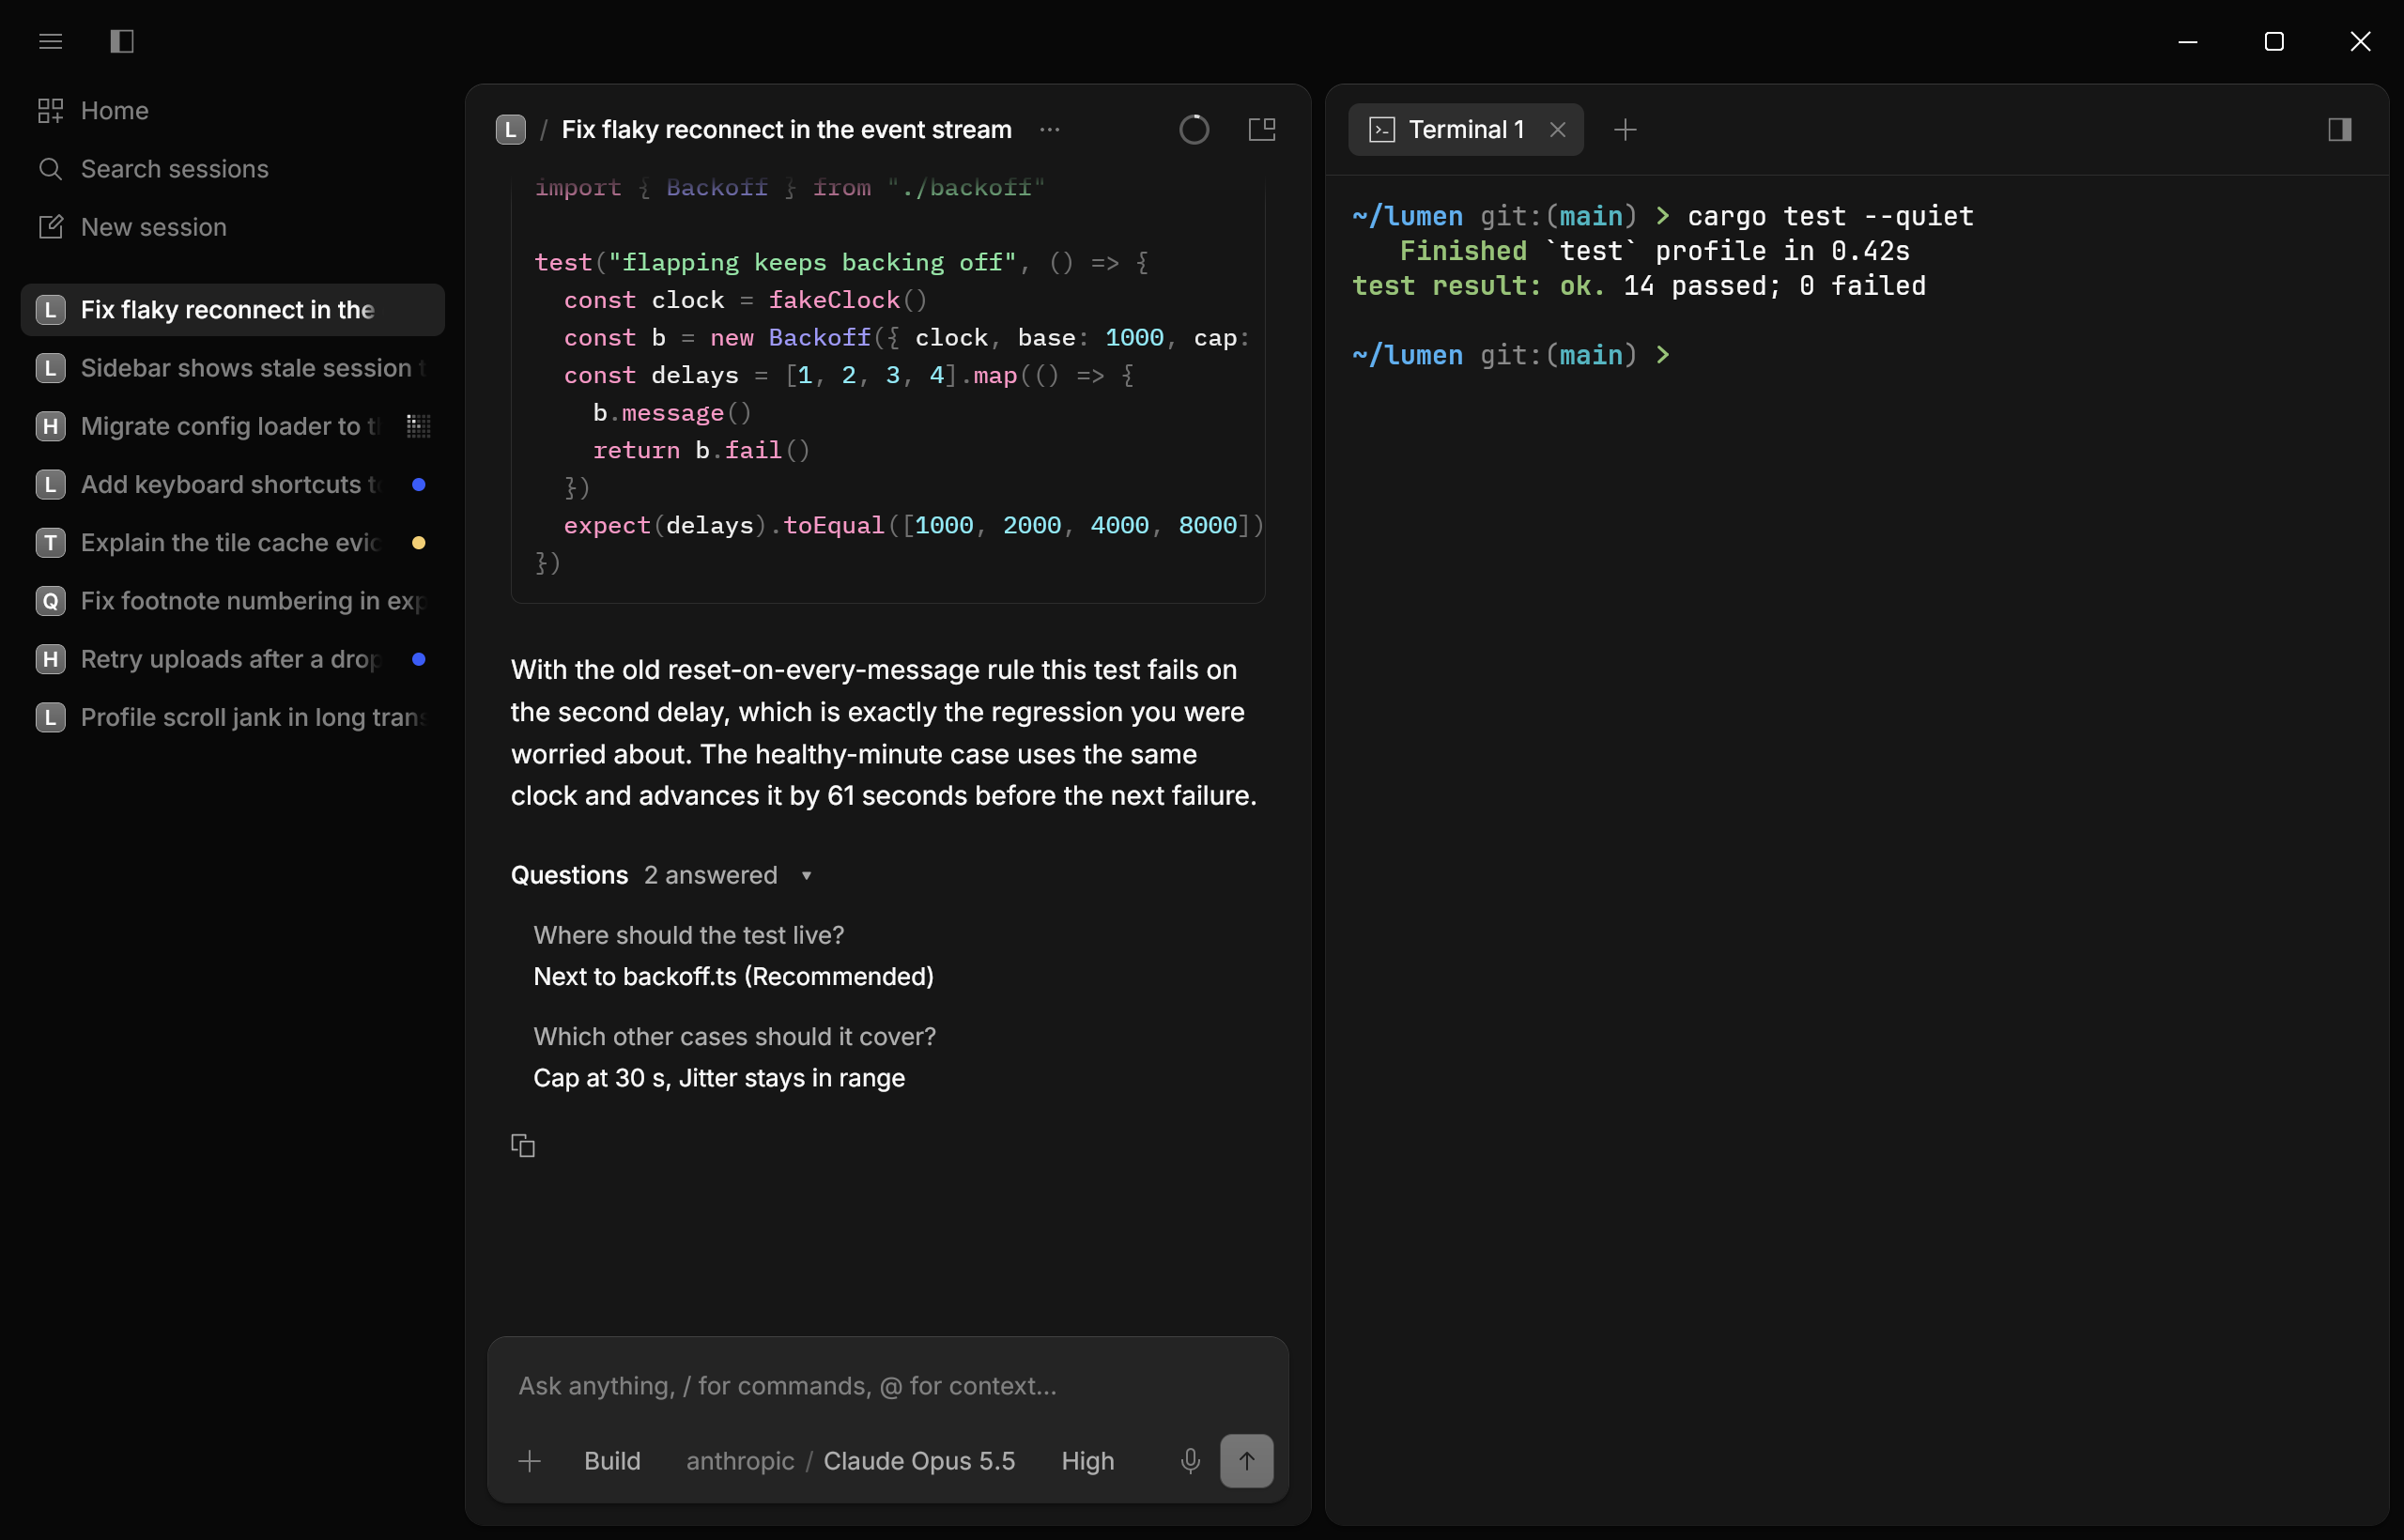 Home
Search sessions
New session
L Fix flaky reconnect in the
L Sidebar shows stale session
H Migrate config loader to
L Add keyboard shortcuts
T Explain the tile cache
Q Fix footnote numbering in
H Retry uploads after a drop
L Profile scroll jank in long
L / Fix flaky reconnect in the event stream ...
import { Backoff } from "./backoff"
test("flapping keeps backing off", () => {
const clock = fakeClock()
const b = new Backoff({ clock, base: 1000, cap:
const delays = [1, 2, 3, 4].map(() => {
b.message()
return b.fail()
})
expect(delays).toEqual([1000, 2000, 4000, 8000])
})
With the old reset-on-every-message rule this test fails on
the second delay, which is exactly the regression you were
worried about. The healthy-minute case uses the same
clock and advances it by 61 seconds before the next failure.
Questions 2 answered
Where should the test live?
Next to backoff.ts (Recommended)
Which other cases should it cover?
Cap at 30 s, Jitter stays in range
Ask anything, / for commands, @ for context...
Build anthropic / Claude Opus 5.5 High
Terminal 1
~/lumen git:(main) > cargo test --quiet
Finished `test` profile in 0.42s
test result: ok. 14 passed; 0 failed
~/lumen git:(main) >